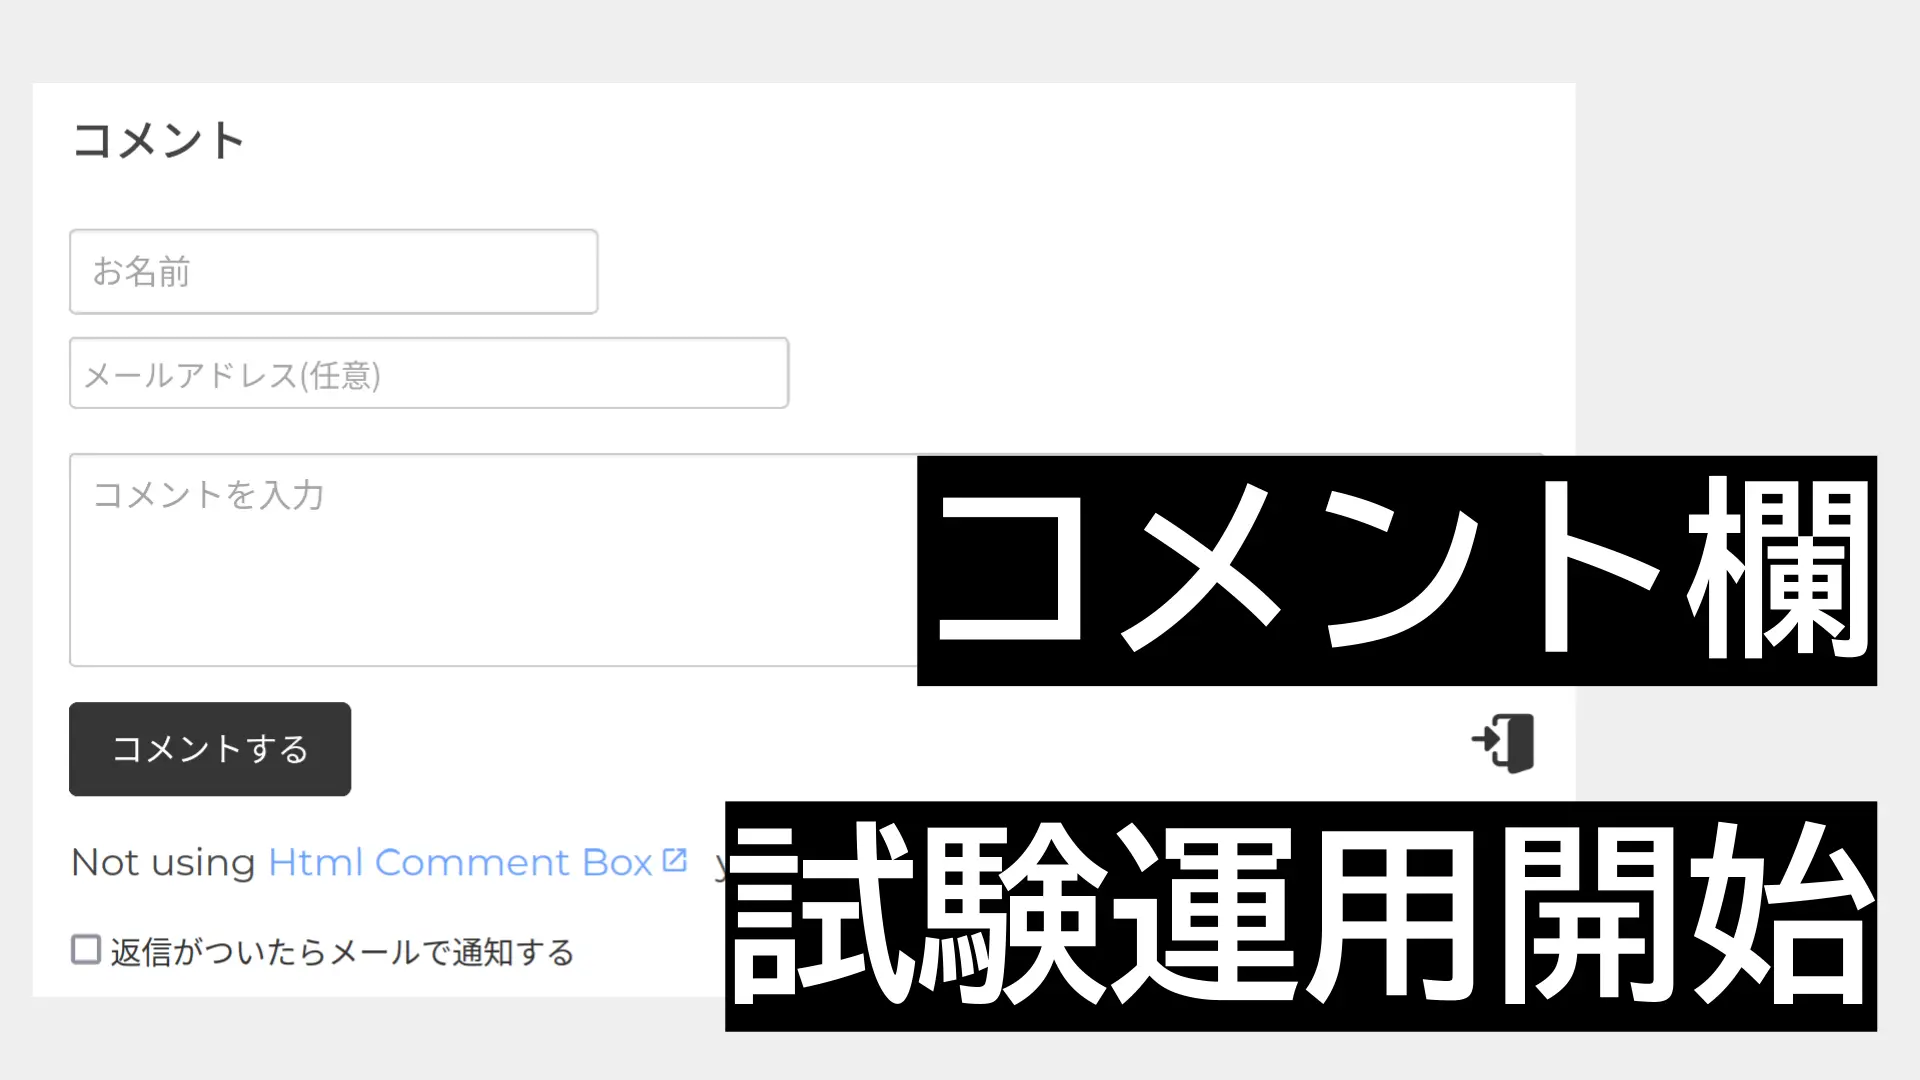 コメント
お名前
メールアドレス(任意)
コメントを入力
コメント欄
コメントする
試験運用開始
Not using Html Comment Box y
返信がついたらメールで通知する